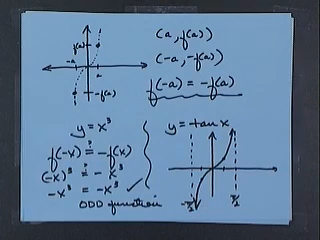 f(a)
-a
a
-f(a)
(a, f(a))
(-a, -f(a))
f(-a) = -f(a)
y = x³
f(-x) ≟ -f(x)
(-x)³ ≟ -x³
-x³ = -x³ ✓
ODD function
y = tan x
-π/2
π/2